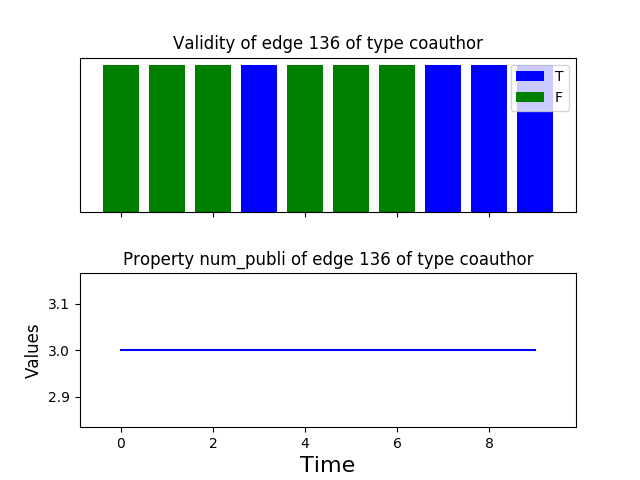 Validity of edge 136 of type coauthor
T
F
Property num_publi of edge 136 of type coauthor
3.1
3.0
2.9
Values
0 2 4 6 8
Time